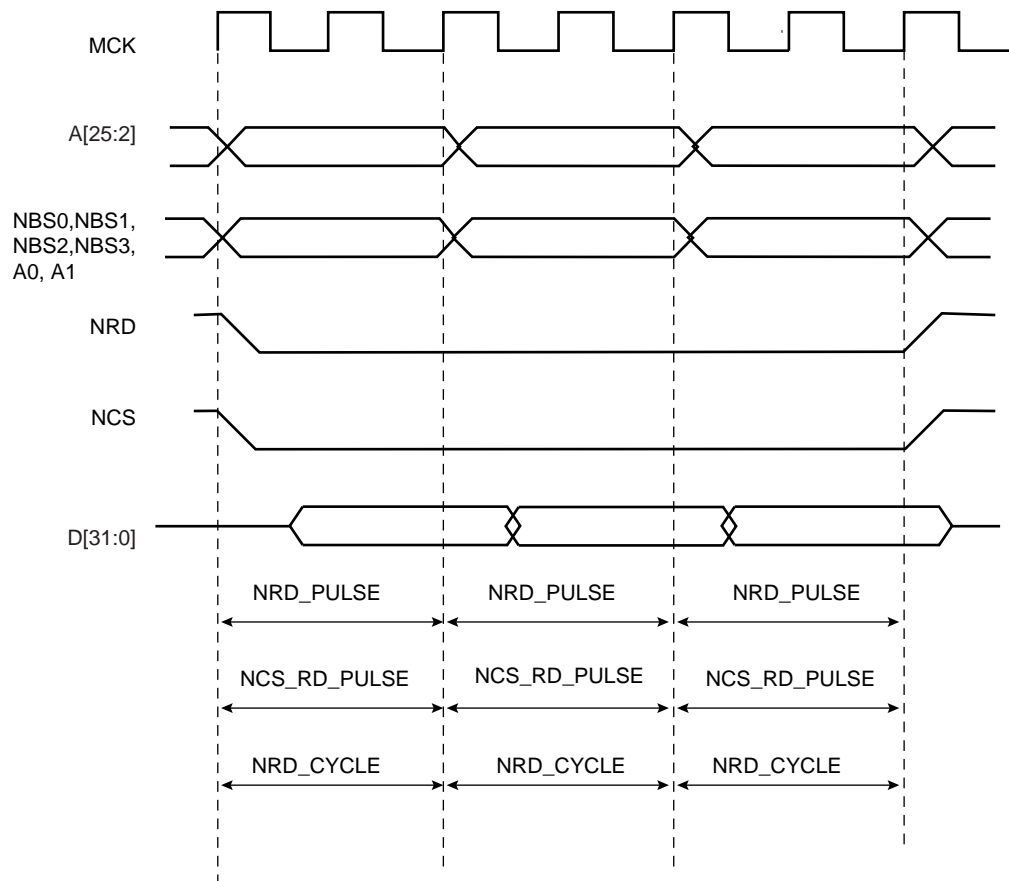 MCK
A[25:2]
NBS0,NBS1,
NBS2,NBS3,
A0, A1
NRD
NCS
D[31:0]
NRD_PULSE NRD_PULSE NRD_PULSE
NCS_RD_PULSE NCS_RD_PULSE NCS_RD_PULSE
NRD_CYCLE NRD_CYCLE NRD_CYCLE